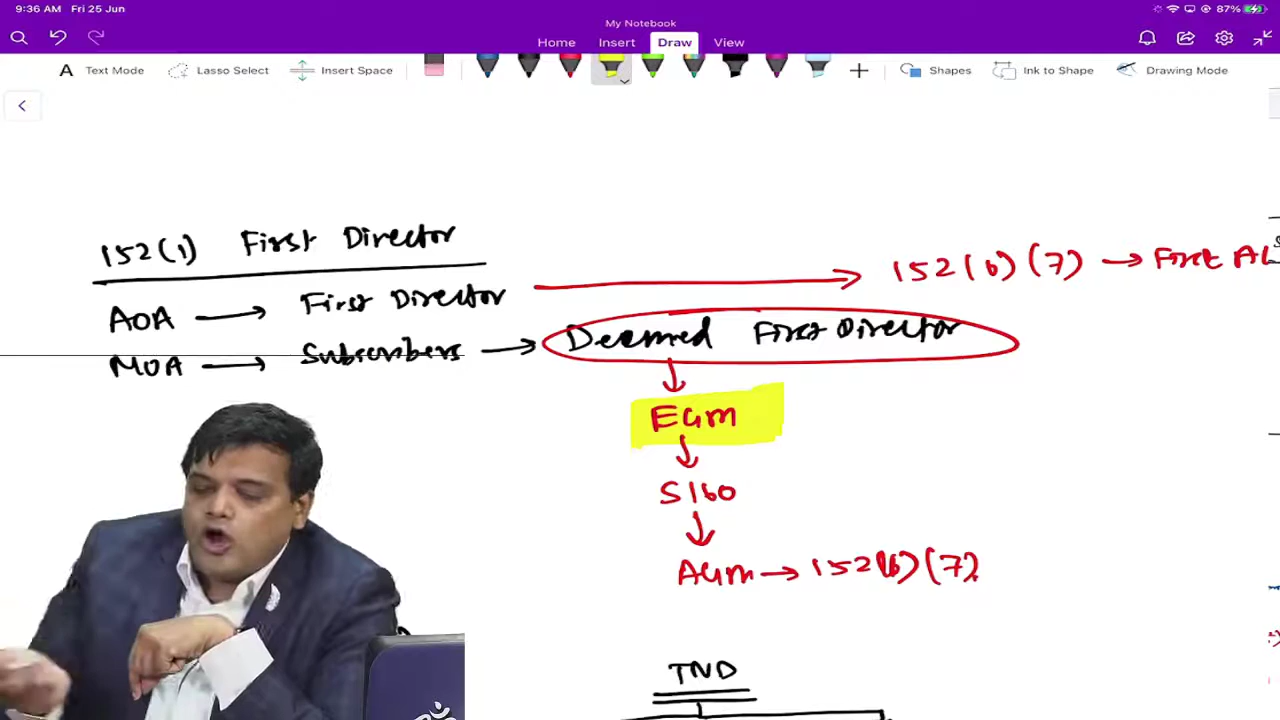 9:36 AM Fri 25 Jun
87%
My Notebook
Home Insert Draw View
Text Mode Lasso Select Insert Space Shapes Ink to Shape Drawing Mode
152(1) First Director
152(6)(7) → First AG
AOA → First Director
MOA → Subscribers → Deemed First Director
EGM
S160
AGM → 152(6)(7)
TND